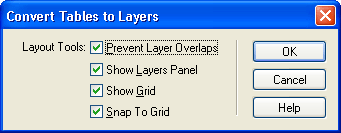 Convert Tables to Layers
Layout Tools: Prevent Layer Overlaps
Show Layers Panel
Show Grid
Snap To Grid
OK
Cancel
Help